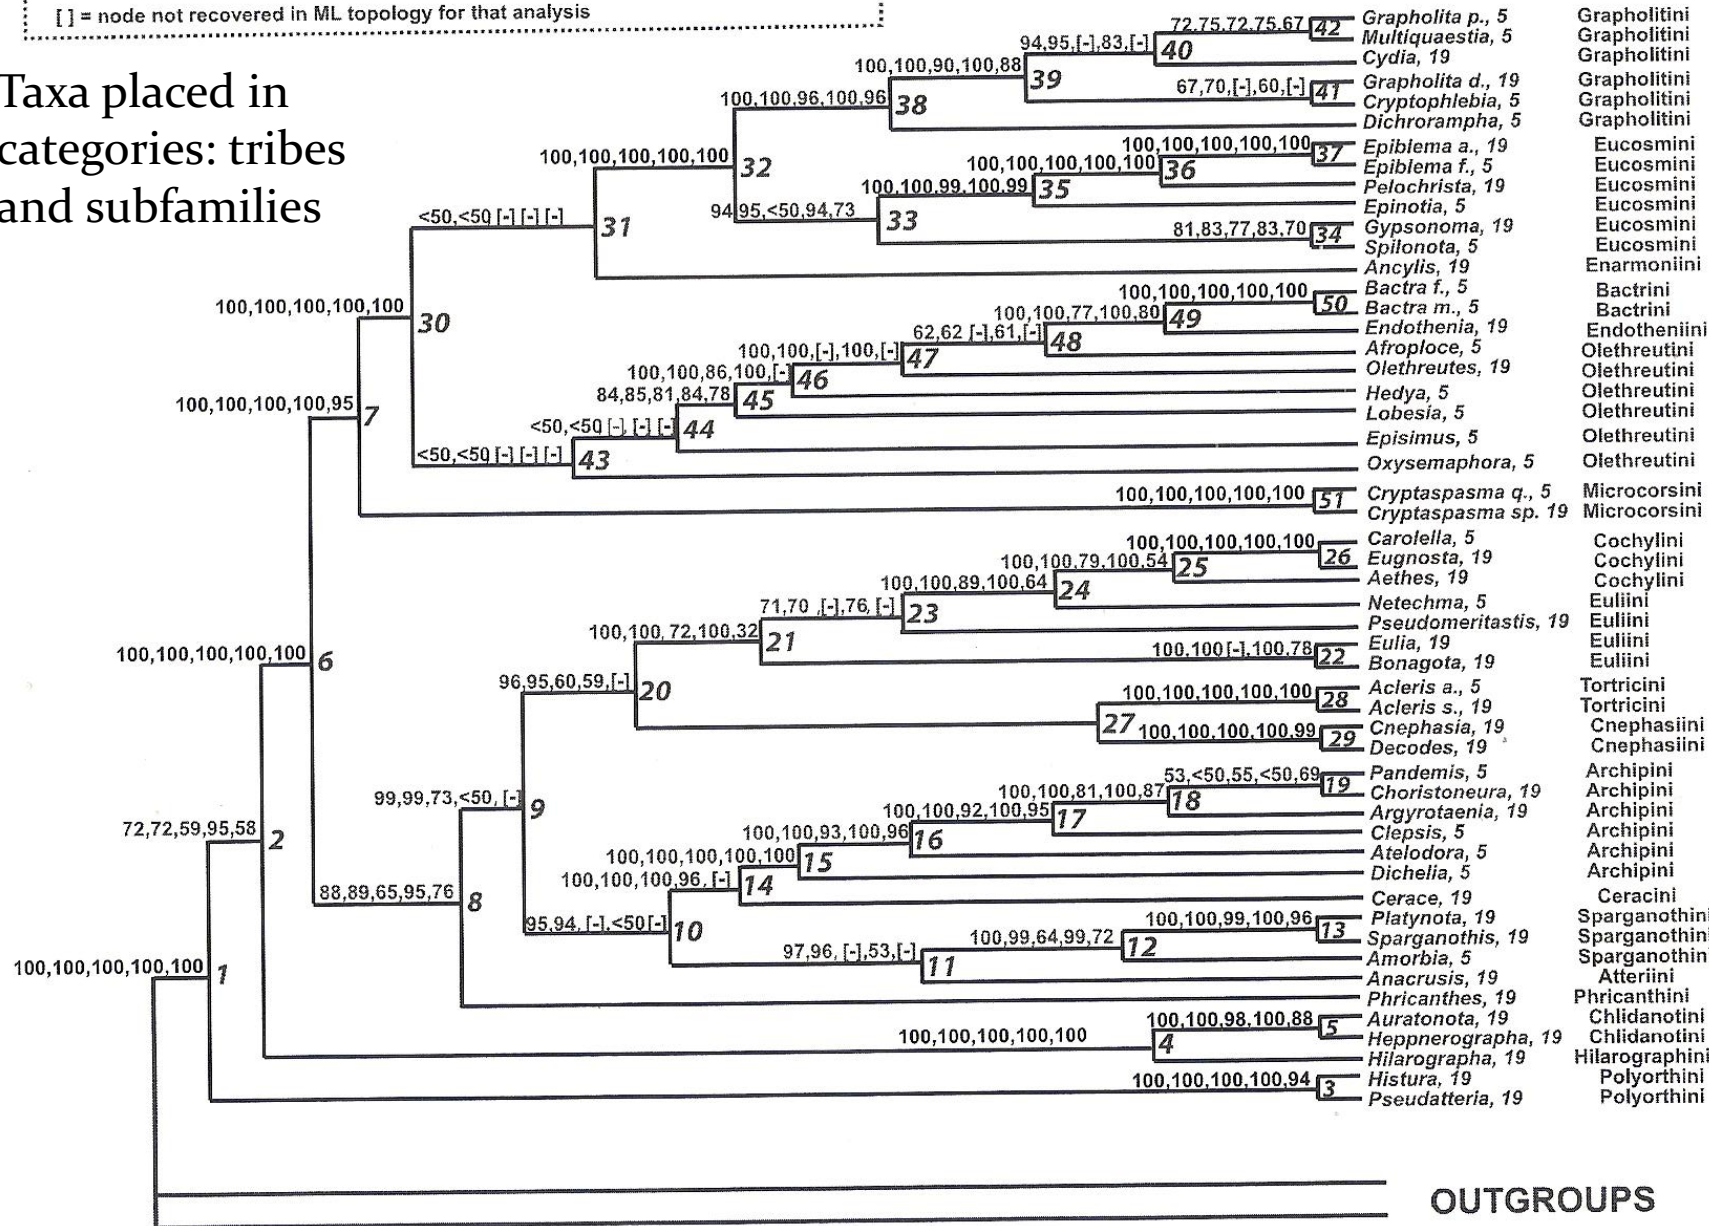 [ ] = node not recovered in ML topology for that analysis
Taxa placed in
categories: tribes
and subfamilies
72,75,72,75,67 42 Grapholita p., 5 Grapholitini
Multiquaestia, 5 Grapholitini
94,95,[-],83,[-] 40 Cydia, 19 Grapholitini
100,100,90,100,88 39
67,70,[-],60,[-] 41 Grapholita d., 19 Grapholitini
Cryptophlebia, 5 Grapholitini
100,100,96,100,96 38 Dichrorampha, 5 Grapholitini
100,100,100,100,100 37 Epiblema a., 19 Eucosmini
Epiblema f., 5 Eucosmini
100,100,100,100,100 32
100,100,100,100,100 36 Pelochrista, 19 Eucosmini
100,100,99,100,99 35 Epinotia, 5 Eucosmini
94,95,<50,94,73 33
81,83,77,83,70 34 Gypsonoma, 19 Eucosmini
Spilonota, 5 Eucosmini
<50,<50 [-] [-] [-] 31 Ancylis, 19 Enarmoniini
100,100,100,100,100 50 Bactra f., 5 Bactrini
Bactra m., 5 Bactrini
100,100,100,100,100 30
100,100,77,100,80 49 Endothenia, 19 Endotheniini
62,62 [-],61,[-] 48 Afroploce, 5 Olethreutini
100,100,[-],100,[-] 47 Olethreutes, 19 Olethreutini
100,100,86,100,[-] 46 Hedya, 5 Olethreutini
84,85,81,84,78 45 Lobesia, 5 Olethreutini
100,100,100,100,95 7
<50,<50 [-], [-] [-] 44 Episimus, 5 Olethreutini
<50,<50 [-] [-] [-] 43 Oxysemaphora, 5 Olethreutini
100,100,100,100,100 51 Cryptaspasma q., 5 Microcorsini
Cryptaspasma sp. 19 Microcorsini
100,100,100,100,100 26 Carolella, 5 Cochylini
Eugnosta, 19 Cochylini
100,100,79,100,54 25 Aethes, 19 Cochylini
100,100,89,100,64 24 Netechma, 5 Euliini
71,70 ,[-],76, [-] 23 Pseudomeritastis, 19 Euliini
100,100,72,100,32 21
100,100,100,100,100 6
100,100[-],100,78 22 Eulia, 19 Euliini
Bonagota, 19 Euliini
96,95,60,59,[-] 20
100,100,100,100,100 28 Acleris a., 5 Tortricini
Acleris s., 19 Tortricini
27
100,100,100,100,99 29 Cnephasia, 19 Cnephasiini
Decodes, 19 Cnephasiini
53,<50,55,<50,69 19 Pandemis, 5 Archipini
Choristoneura, 19 Archipini
99,99,73,<50, [-] 9
100,100,81,100,87 18 Argyrotaenia, 19 Archipini
100,100,92,100,95 17 Clepsis, 5 Archipini
72,72,59,95,58 2
100,100,93,100,96 16 Atelodora, 5 Archipini
100,100,100,100,100 15 Dichelia, 5 Archipini
100,100,100,96, [-] 14 Cerace, 19 Ceracini
88,89,65,95,76 8
95,94, [-],<50[-] 10
100,100,99,100,96 13 Platynota, 19 Sparganothini
Sparganothis, 19 Sparganothini
100,99,64,99,72 12 Amorbia, 5 Sparganothin
97,96, [-],53,[-] 11 Anacrusis, 19 Atteriini
100,100,100,100,100 1
Phricanthes, 19 Phricanthini
100,100,98,100,88 5 Auratonota, 19 Chlidanotini
Heppnerographa, 19 Chlidanotini
100,100,100,100,100 4 Hilarographa, 19 Hilarographini
100,100,100,100,94 3 Histura, 19 Polyorthini
Pseudatteria, 19 Polyorthini
OUTGROUPS